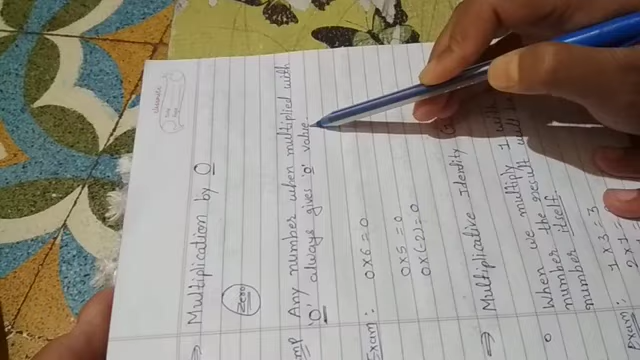 ⇒ Multiplication by 0
Zero
Any number when multiplied with
'0', always gives '0' value.
Exam: 0×6=0
0×5=0
0×(-2)=0
⇒ Multiplicative Identity
When we multiply 1 with
number the result will be
number itself.
Exam: 1×3=3